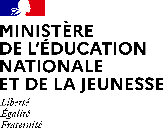 MINISTÈRE
DE L'ÉDUCATION
NATIONALE
ET DE LA JEUNESSE
Liberté
Égalité
Fraternité